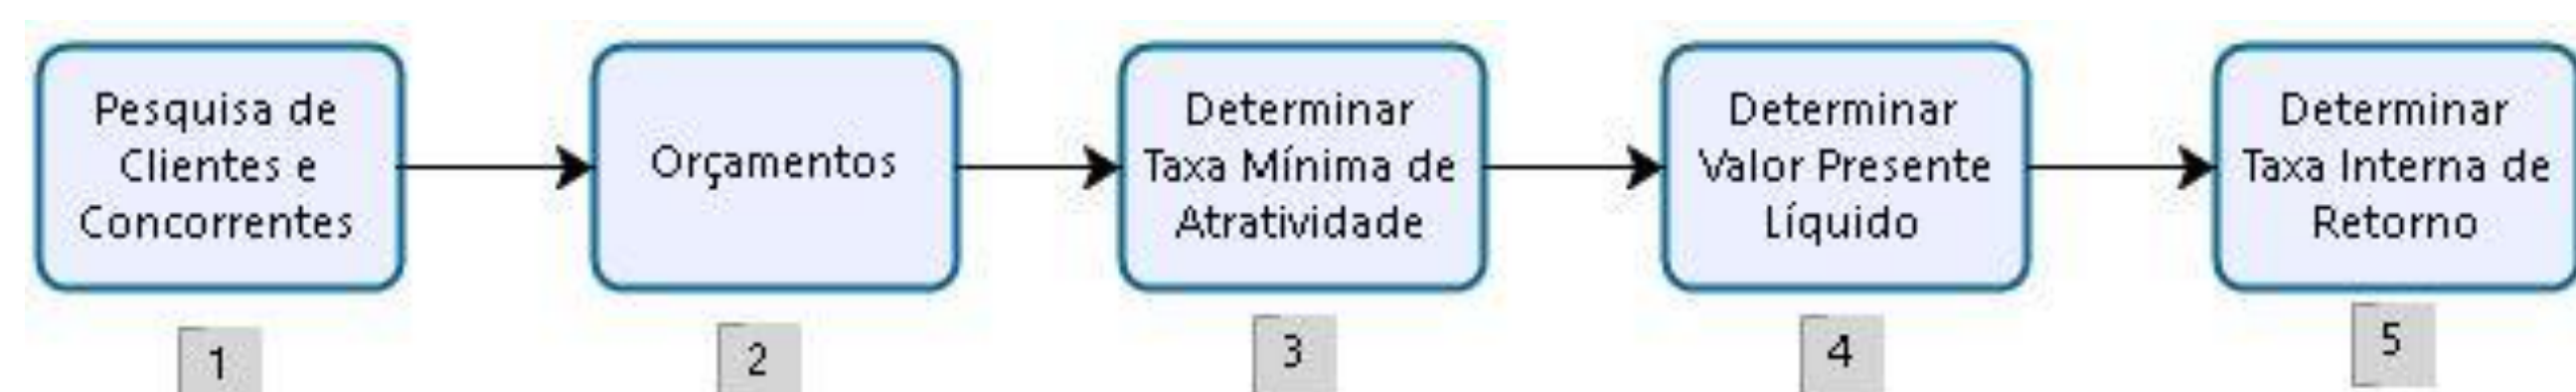 Pesquisa de
Clientes e
Concorrentes
Orçamentos
Determinar
Taxa Mínima de
Atratividade
Determinar
Valor Presente
Líquido
Determinar
Taxa Interna de
Retorno
1
2
3
4
5